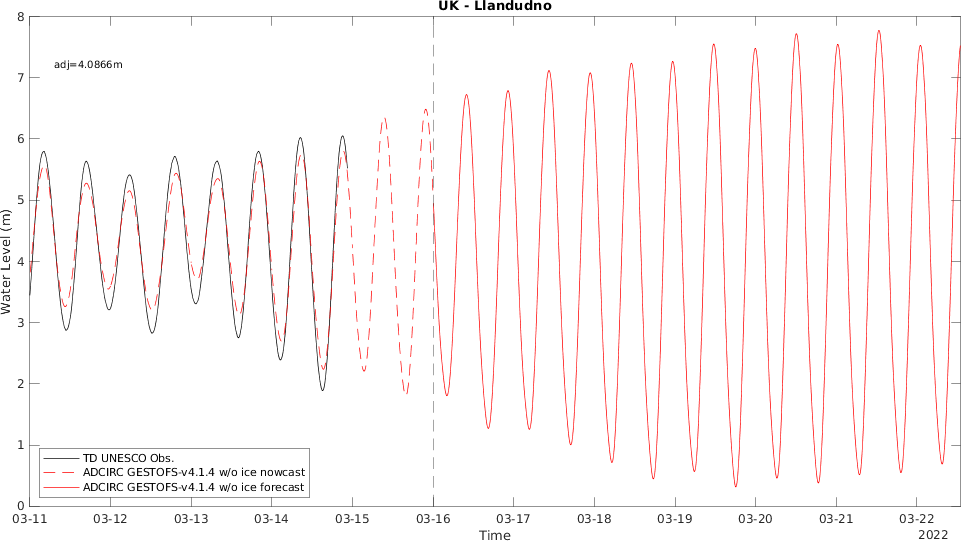 UK - Llandudno
adj=4.0866m
Water Level (m)
8
7
6
5
4
3
2
1
0
TD UNESCO Obs.
ADCIRC GESTOFS-v4.1.4 w/o ice nowcast
ADCIRC GESTOFS-v4.1.4 w/o ice forecast
03-11 03-12 03-13 03-14 03-15 03-16 03-17 03-18 03-19 03-20 03-21 03-22
Time
2022